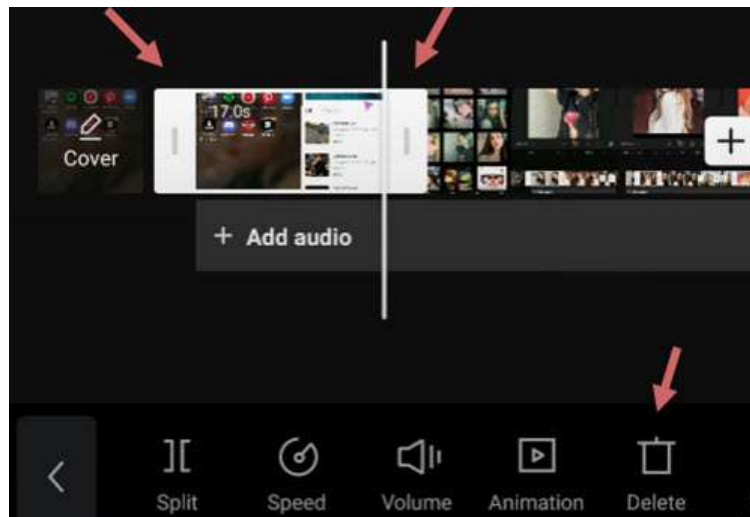 17.0s
Cover
+ Add audio
Split
Speed
Volume
Animation
Delete